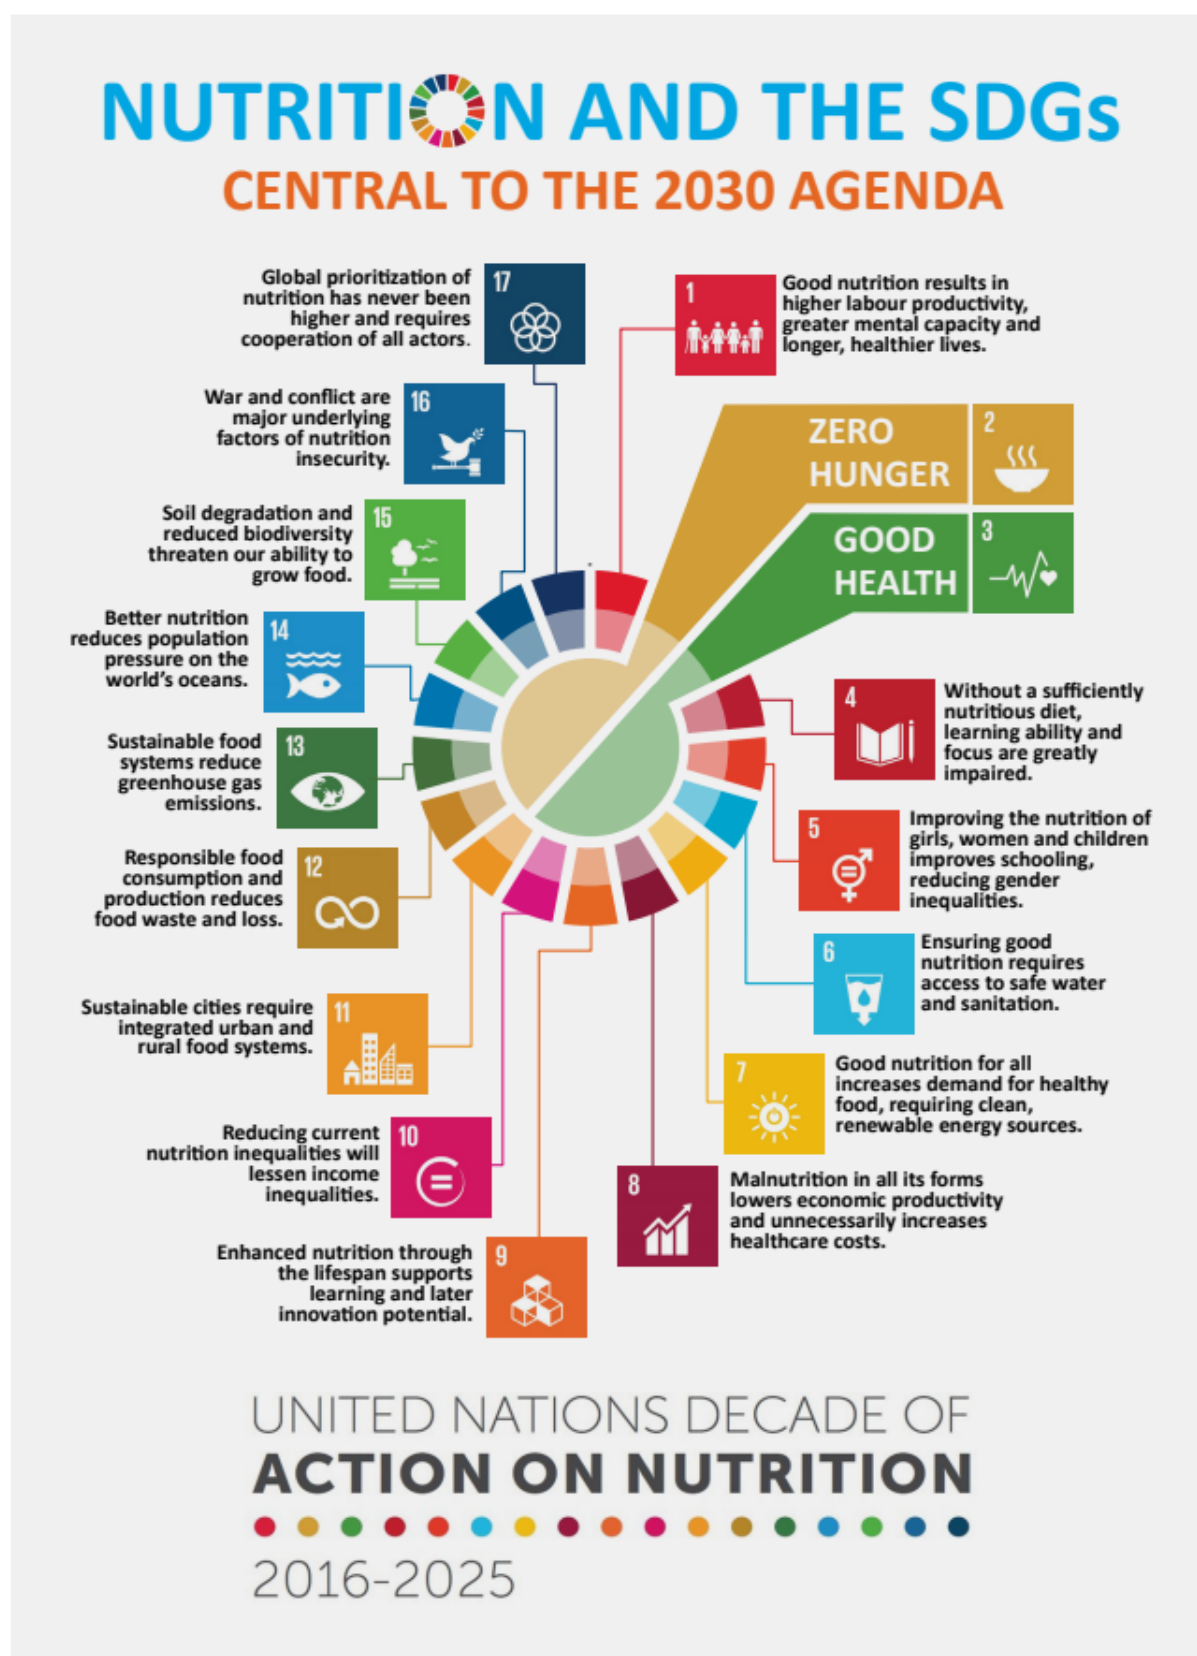 NUTRITION AND THE SDGs
CENTRAL TO THE 2030 AGENDA
17
Global prioritization of
nutrition has never been
higher and requires
cooperation of all actors.
1
Good nutrition results in
higher labour productivity,
greater mental capacity and
longer, healthier lives.
16
War and conflict are
major underlying
factors of nutrition
insecurity.
ZERO
HUNGER
2
15
Soil degradation and
reduced biodiversity
threaten our ability to
grow food.
GOOD
HEALTH
3
14
Better nutrition
reduces population
pressure on the
world's oceans.
4
Without a sufficiently
nutritious diet,
learning ability and
focus are greatly
impaired.
13
Sustainable food
systems reduce
greenhouse gas
emissions.
5
Improving the nutrition of
girls, women and children
improves schooling,
reducing gender
inequalities.
12
Responsible food
consumption and
production reduces
food waste and loss.
6
Ensuring good
nutrition requires
access to safe water
and sanitation.
11
Sustainable cities require
integrated urban and
rural food systems.
7
Good nutrition for all
increases demand for healthy
food, requiring clean,
renewable energy sources.
10
Reducing current
nutrition inequalities will
lessen income
inequalities.
8
Malnutrition in all its forms
lowers economic productivity
and unnecessarily increases
healthcare costs.
9
Enhanced nutrition through
the lifespan supports
learning and later
innovation potential.
UNITED NATIONS DECADE OF
ACTION ON NUTRITION
2016-2025